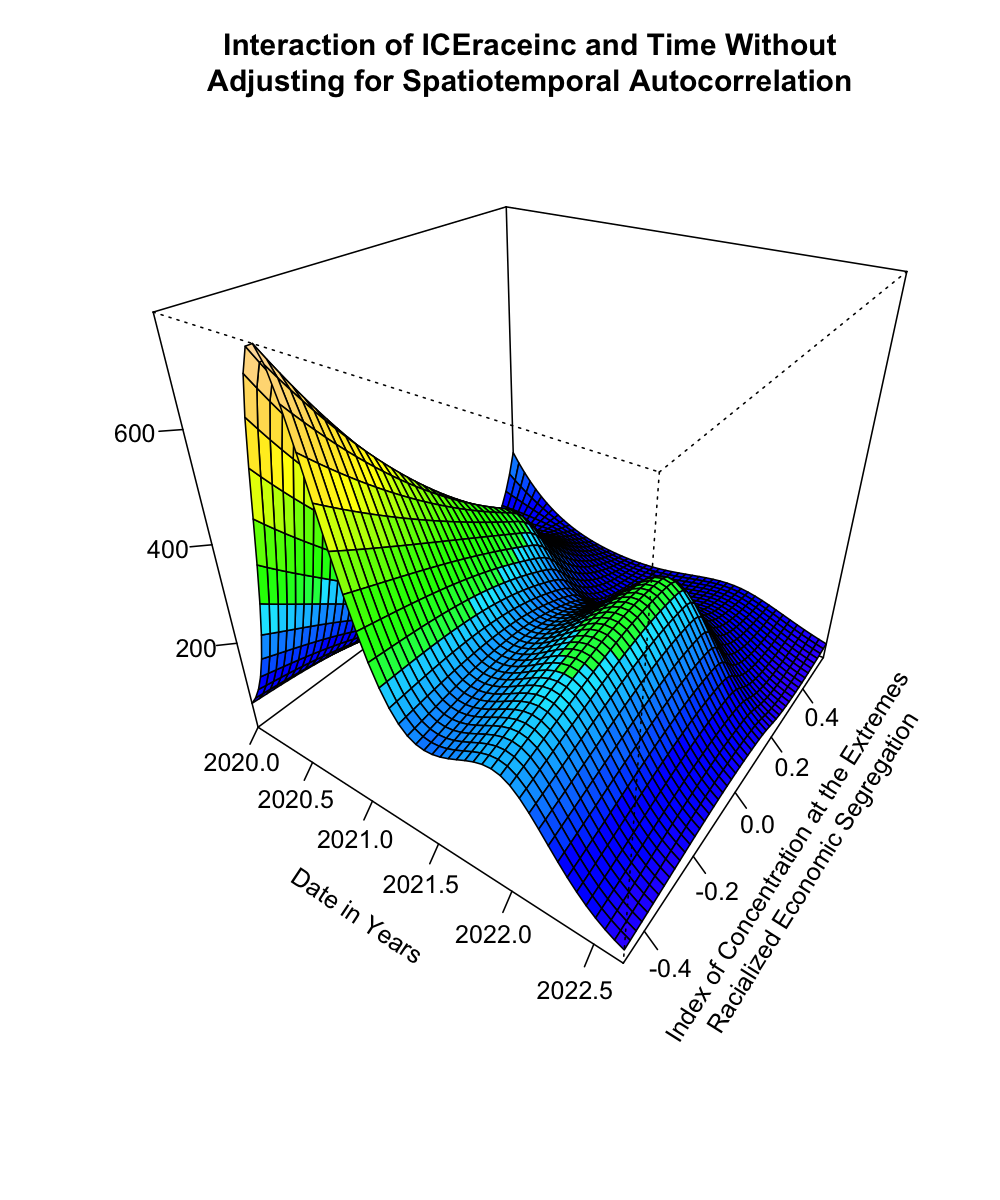 Interaction of ICEraceinc and Time Without
Adjusting for Spatiotemporal Autocorrelation
600
400
200
2020.0
2020.5
2021.0
2021.5
2022.0
2022.5
Date in Years
0.4
0.2
0.0
-0.2
-0.4
Index of Concentration at the Extremes
Racialized Economic Segregation